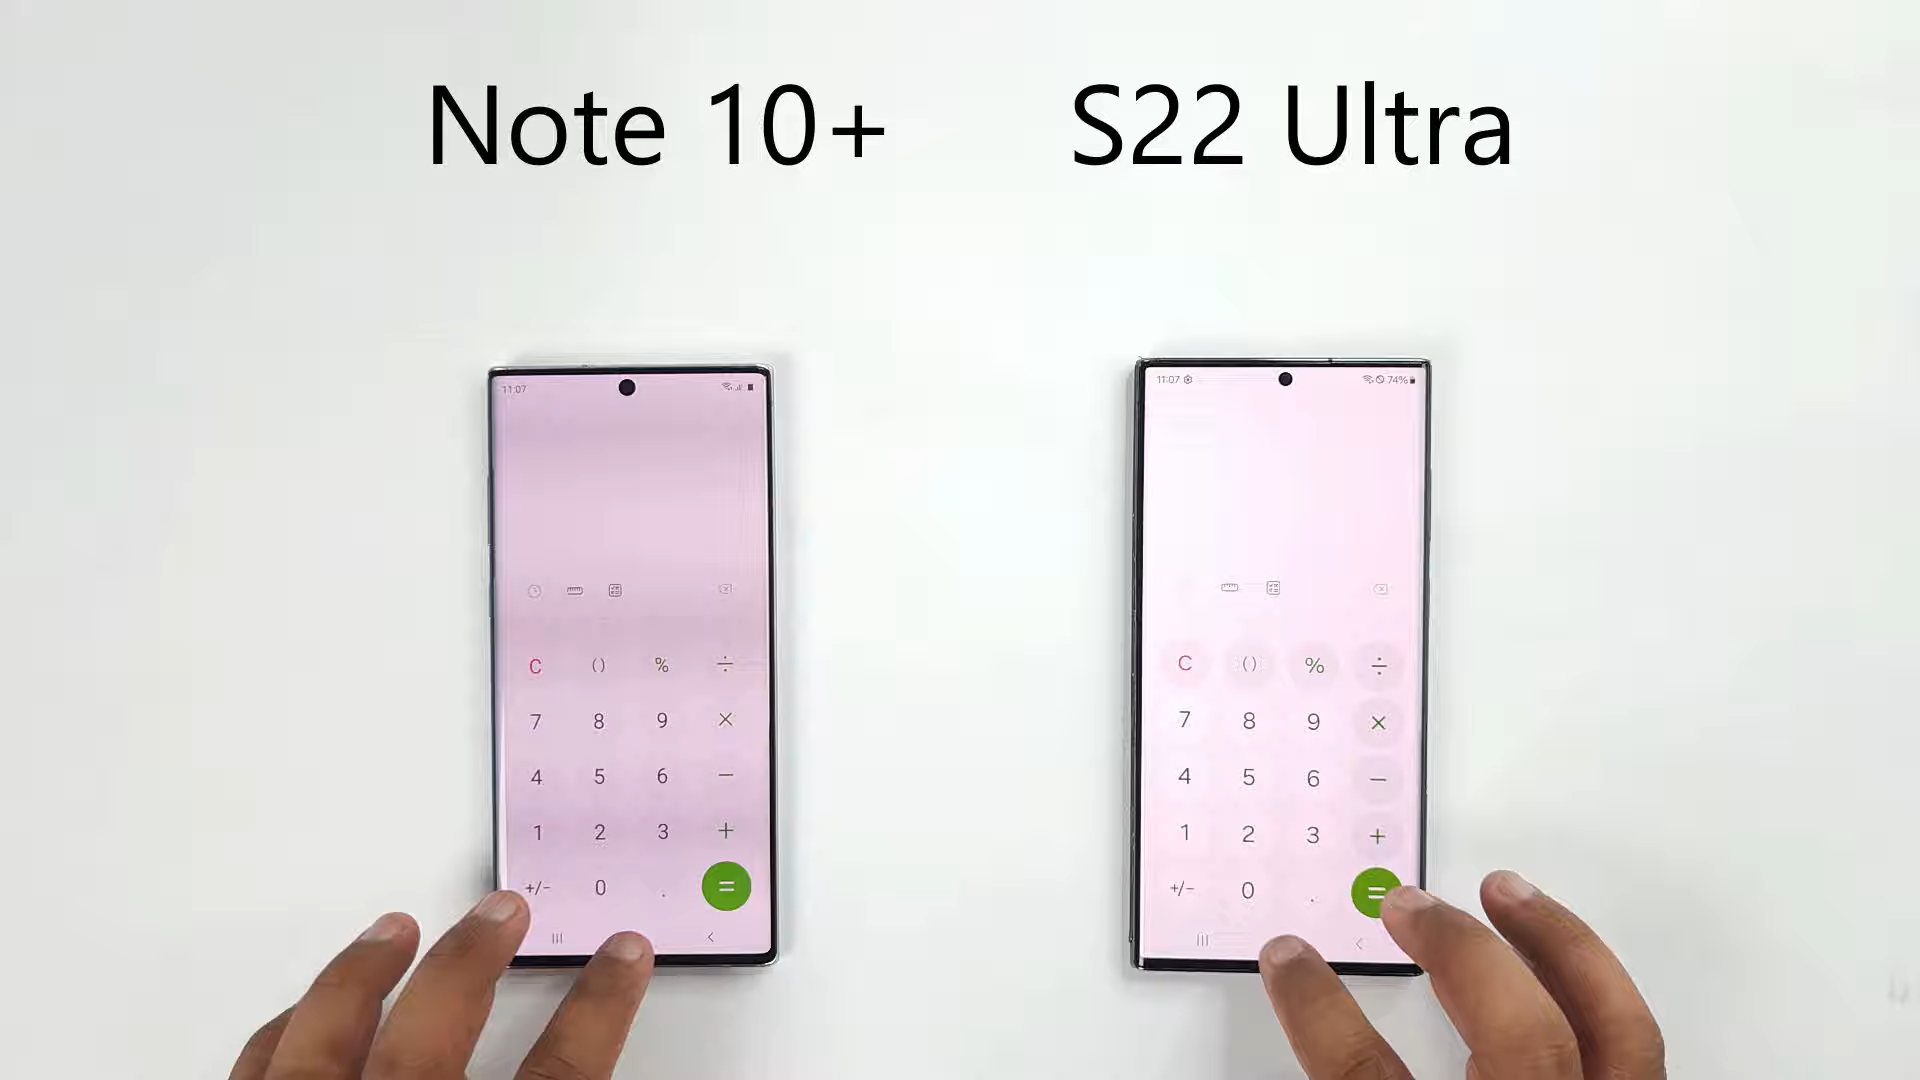 Note 10+ S22 Ultra
11:07
C () % ÷
7 8 9 ×
4 5 6 −
1 2 3 +
+/− 0 . =
11:07 74%
C () % ÷
7 8 9 ×
4 5 6 −
1 2 3 +
+/− 0 . =